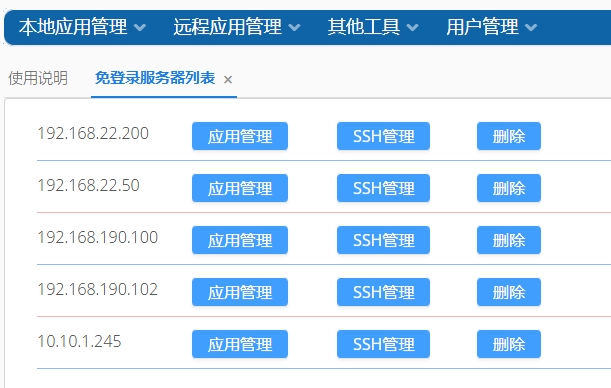 本地应用管理 远程应用管理 其他工具 用户管理
使用说明 免登录服务器列表 ×
192.168.22.200 应用管理 SSH管理 删除
192.168.22.50 应用管理 SSH管理 删除
192.168.190.100 应用管理 SSH管理 删除
192.168.190.102 应用管理 SSH管理 删除
10.10.1.245 应用管理 SSH管理 删除